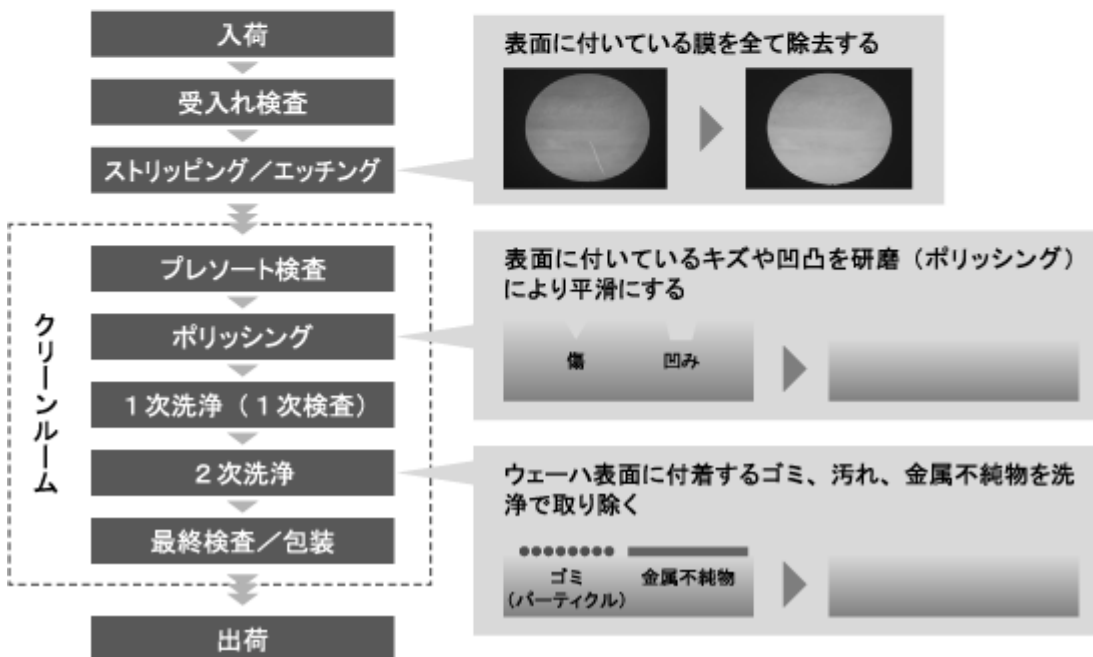 入荷
受入れ検査
ストリッピング／エッチング
クリーンルーム
プレソート検査
ポリッシング
１次洗浄（１次検査）
２次洗浄
最終検査／包装
出荷
表面に付いている膜を全て除去する
表面に付いているキズや凹凸を研磨（ポリッシング）
により平滑にする
傷
凹み
ウェーハ表面に付着するゴミ、汚れ、金属不純物を洗
浄で取り除く
ゴミ
（パーティクル）
金属不純物